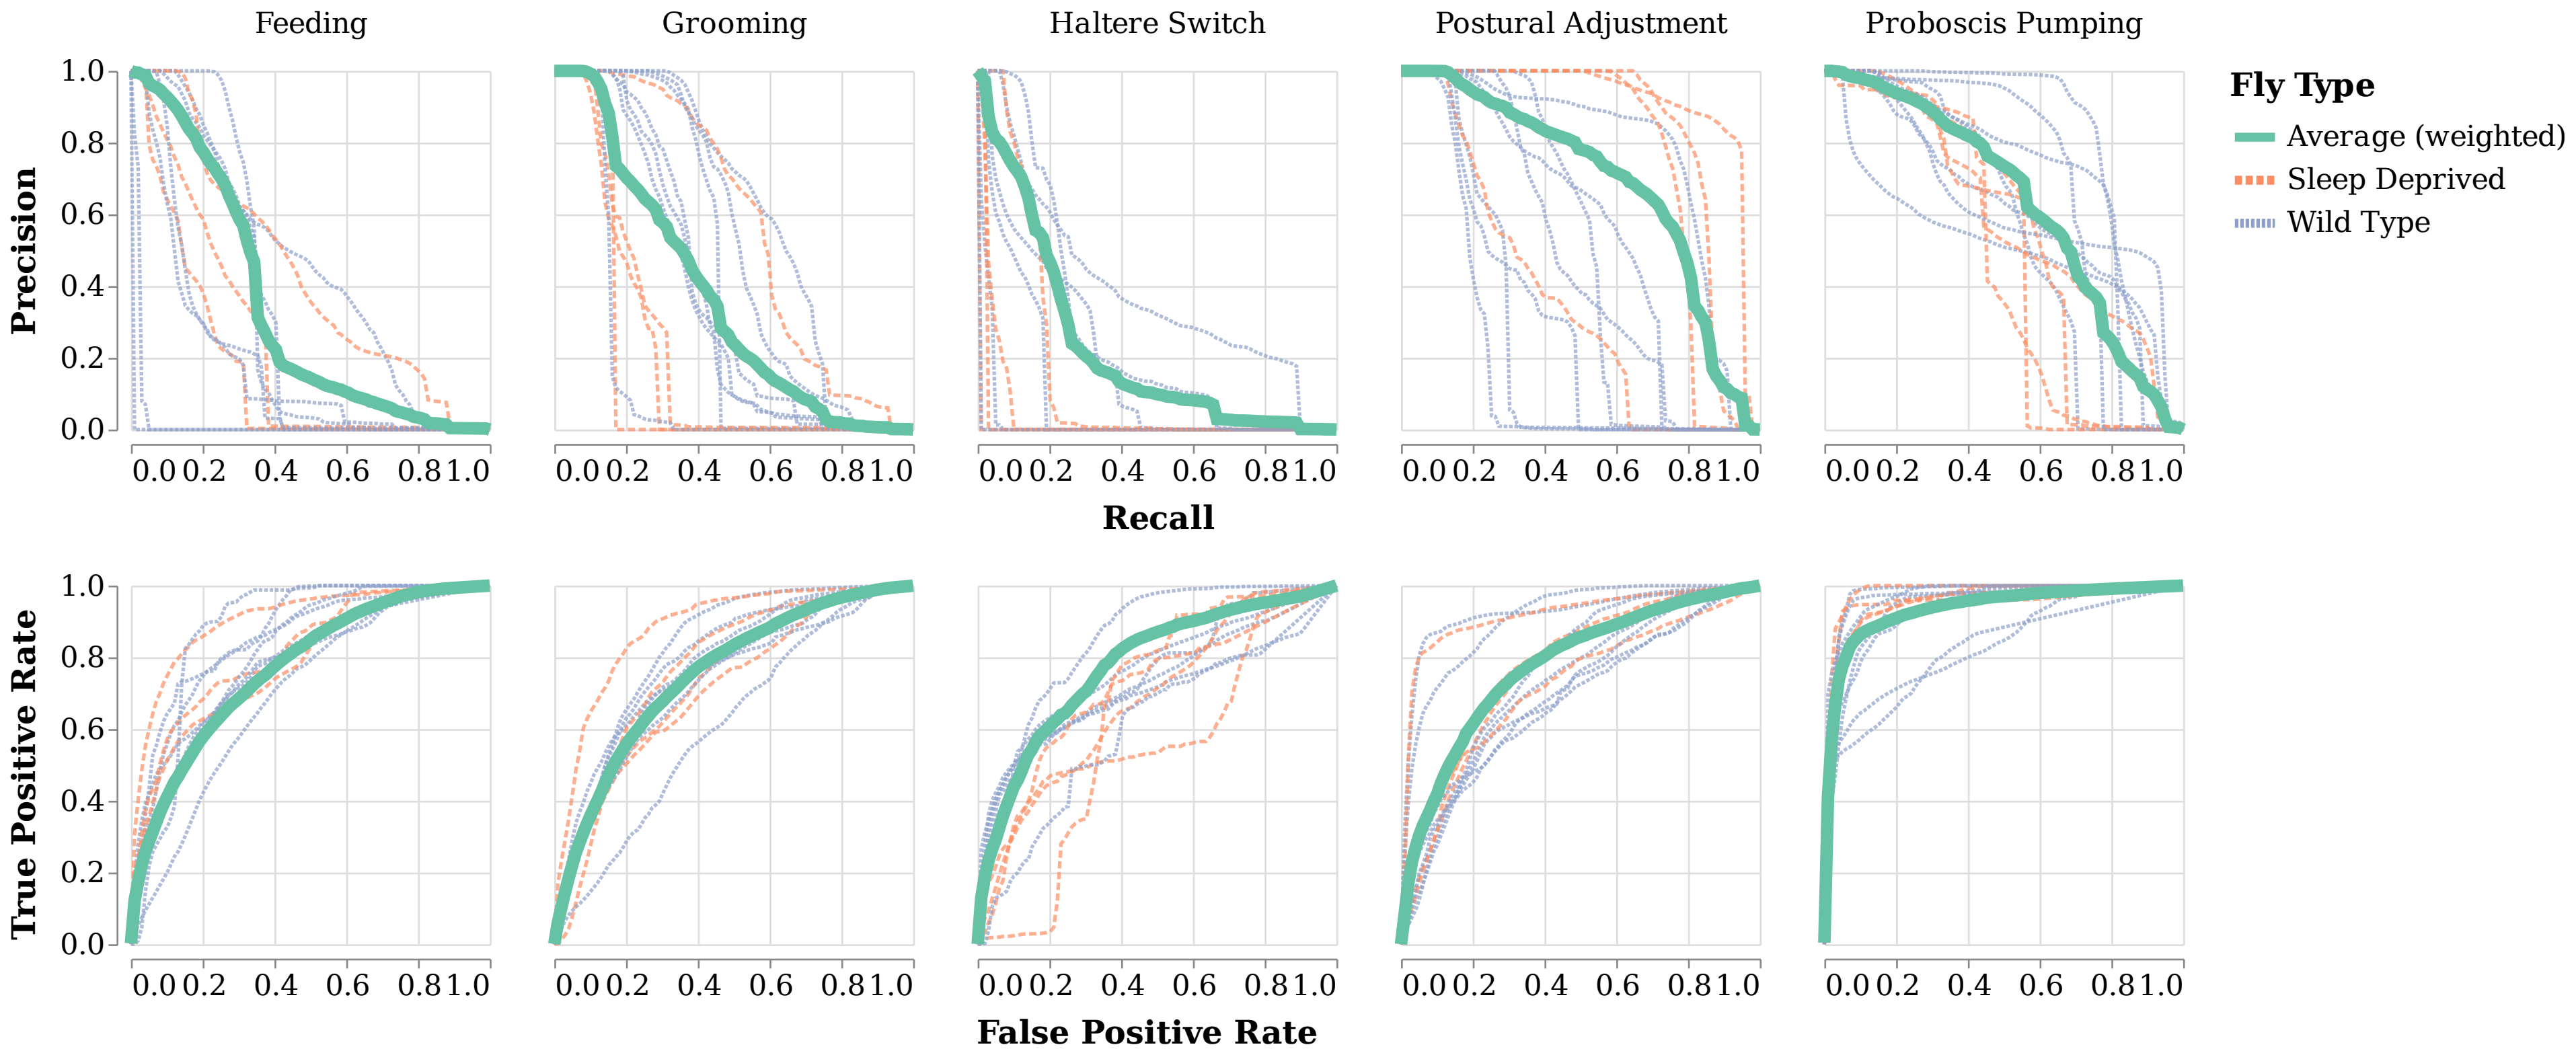 Feeding Grooming Haltere Switch Postural Adjustment Proboscis Pumping
Fly Type
Average (weighted)
Sleep Deprived
Wild Type
Precision
1.0
0.8
0.6
0.4
0.2
0.0
0.0 0.2 0.4 0.6 0.8 1.0 0.0 0.2 0.4 0.6 0.8 1.0 0.0 0.2 0.4 0.6 0.8 1.0 0.0 0.2 0.4 0.6 0.8 1.0 0.0 0.2 0.4 0.6 0.8 1.0
Recall
True Positive Rate
1.0
0.8
0.6
0.4
0.2
0.0
0.0 0.2 0.4 0.6 0.8 1.0 0.0 0.2 0.4 0.6 0.8 1.0 0.0 0.2 0.4 0.6 0.8 1.0 0.0 0.2 0.4 0.6 0.8 1.0 0.0 0.2 0.4 0.6 0.8 1.0
False Positive Rate